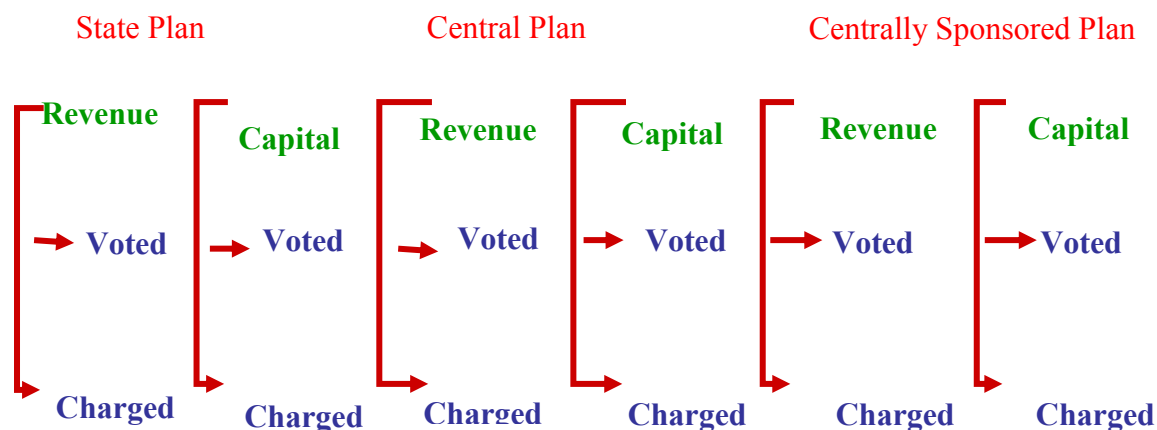 State Plan Central Plan Centrally Sponsored Plan
Revenue Capital Revenue Capital Revenue Capital
Voted Voted Voted Voted Voted Voted
Charged Charged Charged Charged Charged Charged